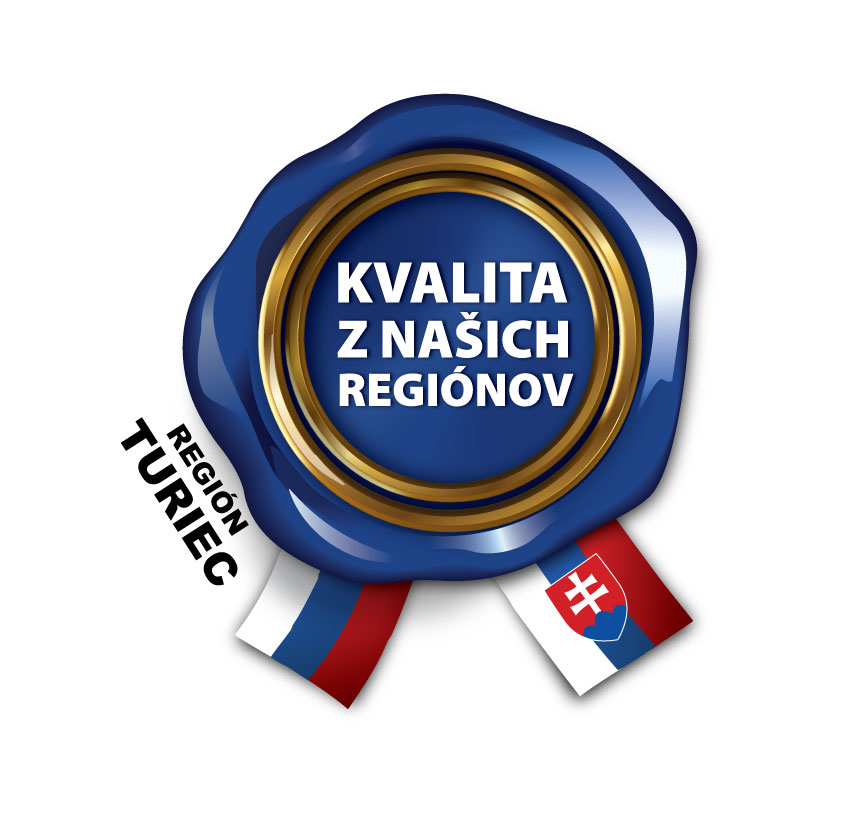 KVALITA
Z NAŠICH
REGIÓNOV
REGIÓN
TURIEC